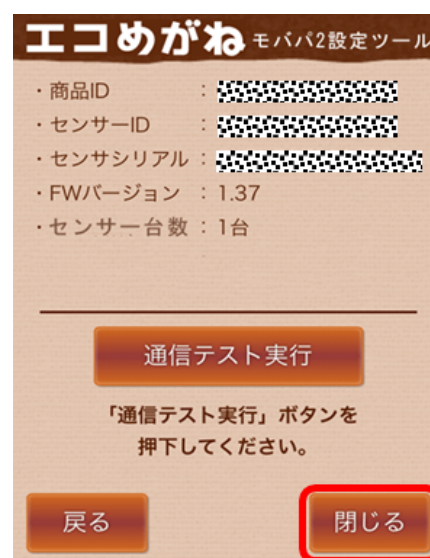 エコめがね モバパ2設定ツール
・商品ID :
・センサーID :
・センサシリアル :
・FWバージョン : 1.37
・センサー台数 : 1台
通信テスト実行
「通信テスト実行」ボタンを
押下してください。
戻る 閉じる